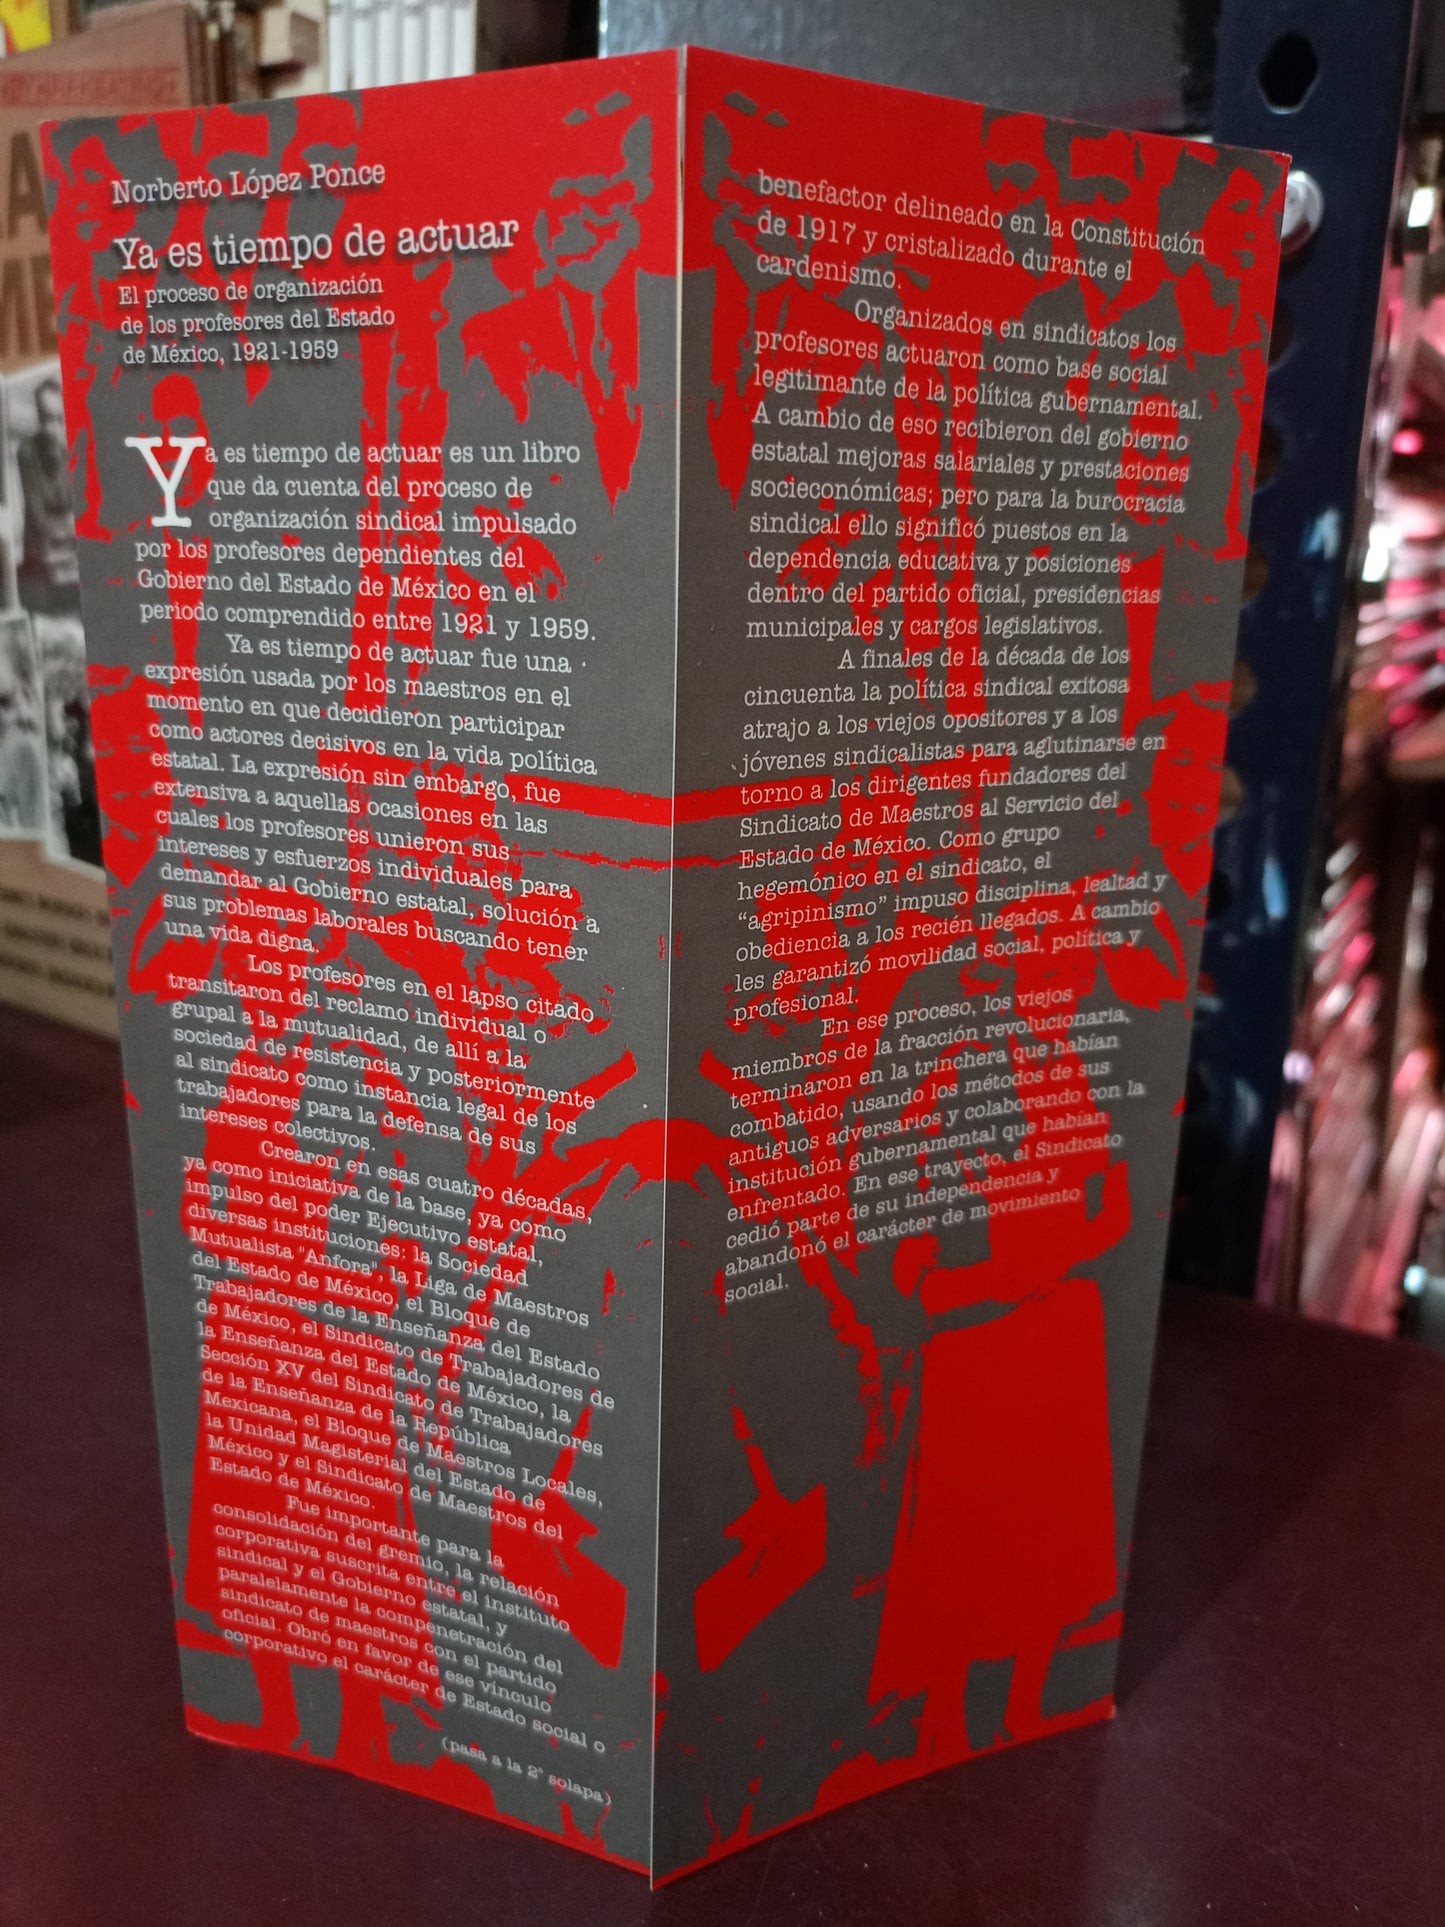 Norberto López Ponce
Ya es tiempo de actuar
El proceso de organización
de los profesores del Estado
de México, 1921-1959
Ya es tiempo de actuar es un libro
que da cuenta del proceso de
organización sindical impulsado
por los profesores dependientes del
Gobierno del Estado de México en el
periodo comprendido entre 1921 y 1959.
Ya es tiempo de actuar fue una
expresión usada por los maestros en el
momento en que decidieron participar
como actores decisivos en la vida política
estatal. La expresión sin embargo, fue
extensiva a aquellas ocasiones en las
cuales los profesores unieron sus
intereses y esfuerzos individuales para
demandar al Gobierno estatal, solución a
sus problemas laborales buscando tener
una vida digna.
Los profesores en el lapso citado
transitaron del reclamo individual o
grupal a la mutualidad, de allí a la
sociedad de resistencia y posteriormente
al sindicato como instancia legal de los
trabajadores para la defensa de sus
intereses colectivos.
Crearon en esas cuatro décadas,
ya como iniciativa de la base, ya como
impulso del poder Ejecutivo estatal,
diversas instituciones: la Sociedad
Mutualista "Anfora", la Liga de Maestros
del Estado de México, el Bloque de
Trabajadores de la Enseñanza del Estado
de México, el Sindicato de Trabajadores de
la Enseñanza del Estado de México, la
Sección XV del Sindicato de Trabajadores
de la Enseñanza de la República
Mexicana, el Bloque de Maestros Locales,
la Unidad Magisterial del Estado de
México y el Sindicato de Maestros del
Estado de México.
Fue importante para la
consolidación del gremio, la relación
corporativa suscrita entre el instituto
sindical y el Gobierno estatal, y
paralelamente la compenetración del
sindicato de maestros con el partido
oficial. Obró en favor de ese vínculo
corporativo el carácter de Estado social o
(pasa a la 2ª solapa)
benefactor delineado en la Constitución
de 1917 y cristalizado durante el
cardenismo.
Organizados en sindicatos los
profesores actuaron como base social
legitimante de la política gubernamental.
A cambio de eso recibieron del gobierno
estatal mejoras salariales y prestaciones
socieconómicas; pero para la burocracia
sindical ello significó puestos en la
dependencia educativa y posiciones
dentro del partido oficial, presidencias
municipales y cargos legislativos.
A finales de la década de los
cincuenta la política sindical exitosa
atrajo a los viejos opositores y a los
jóvenes sindicalistas para aglutinarse en
torno a los dirigentes fundadores del
Sindicato de Maestros al Servicio del
Estado de México. Como grupo
hegemónico en el sindicato, el
“agripinismo” impuso disciplina, lealtad y
obediencia a los recién llegados. A cambio
les garantizó movilidad social, política y
profesional.
En ese proceso, los viejos
miembros de la fracción revolucionaria,
terminaron en la trinchera que habían
combatido, usando los métodos de sus
antiguos adversarios y colaborando con la
institución gubernamental que habían
enfrentado. En ese trayecto, el Sindicato
cedió parte de su independencia y
abandonó el carácter de movimiento
social.